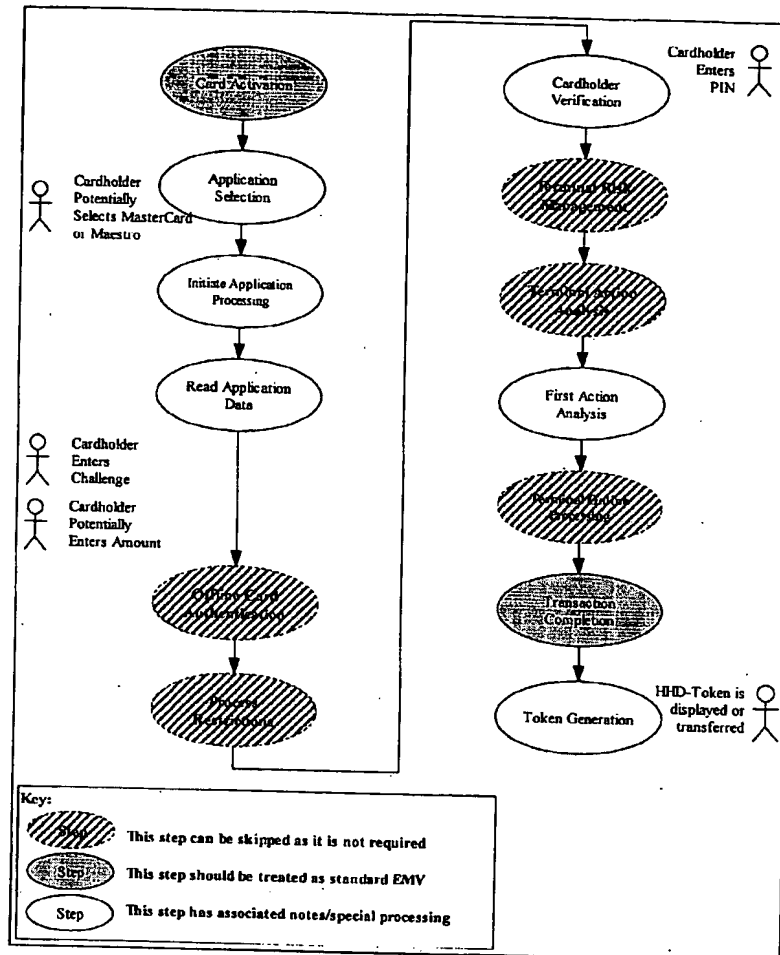 Card Activation
Cardholder
Potentially
Selects MasterCard
or Maestro
Application
Selection
Initiate Application
Processing
Read Application
Data
Cardholder
Enters
Challenge
Cardholder
Potentially
Enters Amount
Offline Card
Authentication
Process
Restrictions
Cardholder
Verification
Cardholder
Enters
PIN
Terminal Risk
Management
Terminal Action
Analysis
First Action
Analysis
Terminal
Processing
Transaction
Completion
Token Generation
HHD-Token is
displayed or
transferred
Key:
Step
This step can be skipped as it is not required
Step
This step should be treated as standard EMV
Step
This step has associated notes/special processing